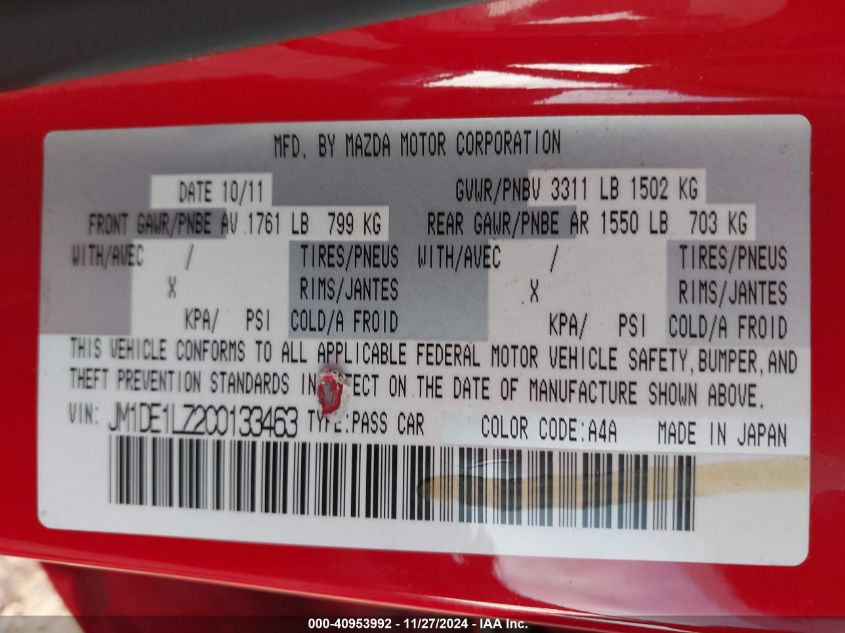 MFD. BY MAZDA MOTOR CORPORATION
DATE 10/11 GVWR/PNBV 3311 LB 1502 KG
FRONT GAWR/PNBE AV 1761 LB 799 KG REAR GAWR/PNBE AR 1550 LB 703 KG
WITH/AVEC / TIRES/PNEUS WITH/AVEC / TIRES/PNEUS
X RIMS/JANTES X RIMS/JANTES
KPA/ PSI COLD/A FROID KPA/ PSI COLD/A FROID
THIS VEHICLE CONFORMS TO ALL APPLICABLE FEDERAL MOTOR VEHICLE SAFETY, BUMPER, AND
THEFT PREVENTION STANDARDS IN EFFECT ON THE DATE OF MANUFACTURE SHOWN ABOVE.
VIN: JM1DE1LZ2C0133463 TYPE:PASS CAR COLOR CODE:A4A MADE IN JAPAN
000-40953992 - 11/27/2024 - IAA Inc.